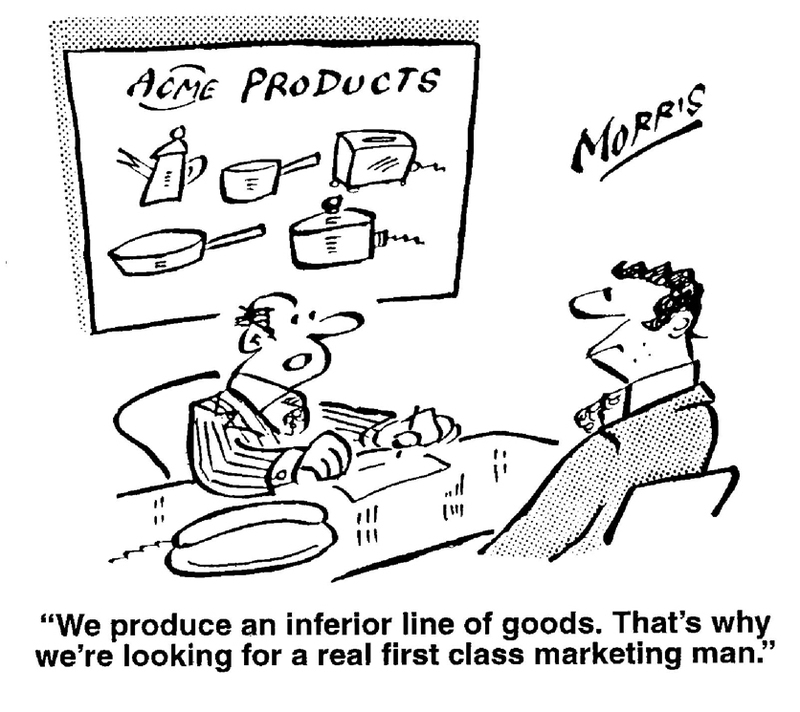 ACME PRODUCTS
MORRIS
“We produce an inferior line of goods. That’s why
we’re looking for a real first class marketing man.”